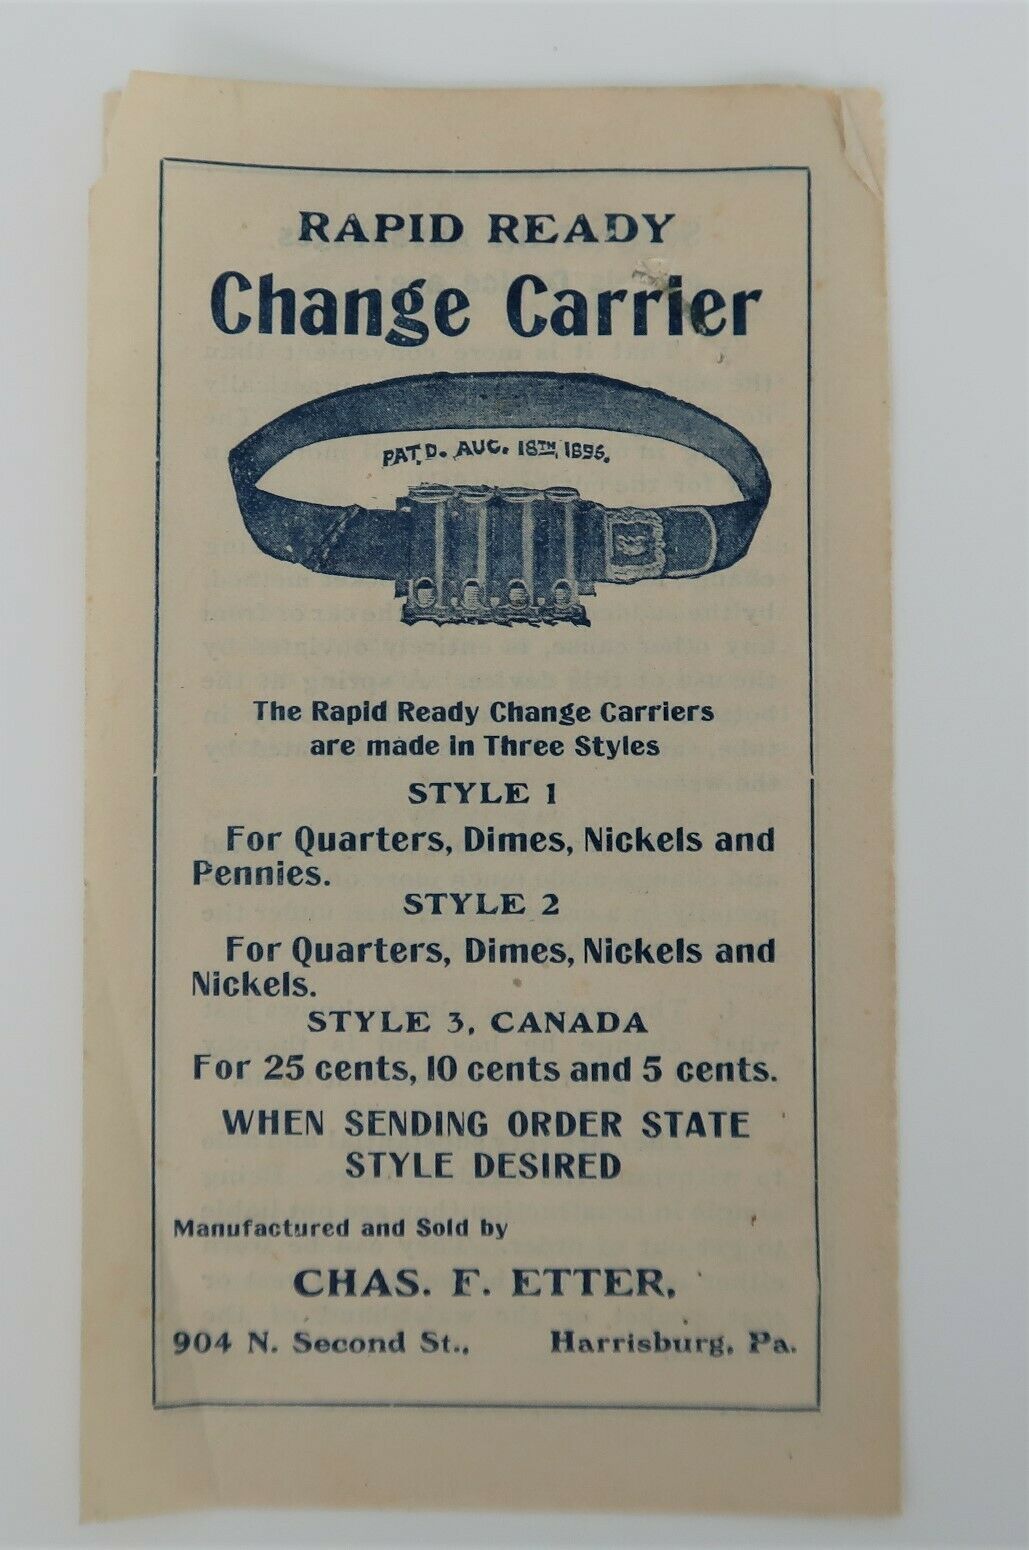 RAPID READY
Change Carrier
PAT'D. AUG. 18TH, 1896.
The Rapid Ready Change Carriers
are made in Three Styles
STYLE 1
For Quarters, Dimes, Nickels and
Pennies.
STYLE 2
For Quarters, Dimes, Nickels and
Nickels.
STYLE 3, CANADA
For 25 cents, 10 cents and 5 cents.
WHEN SENDING ORDER STATE
STYLE DESIRED
Manufactured and Sold by
CHAS. F. ETTER,
904 N. Second St., Harrisburg, Pa.